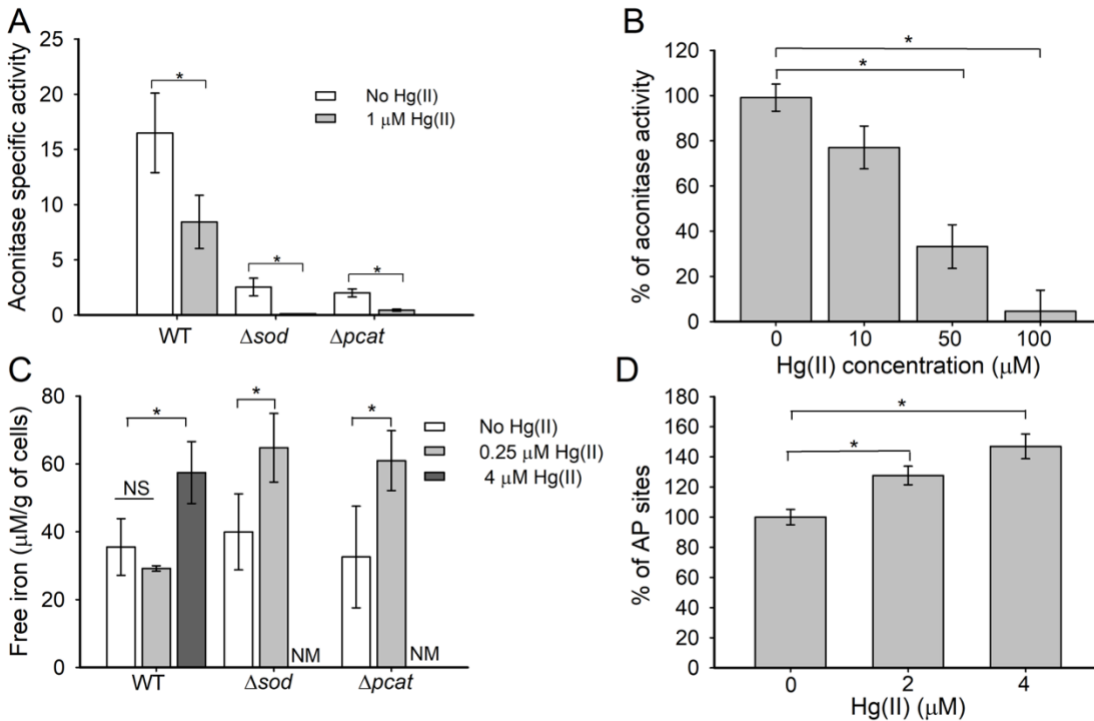 A
Aconitase specific activity
25
20
15
10
5
0
*
*
*
No Hg(II)
1 μM Hg(II)
WT
Δsod
Δpcat
B
% of aconitase activity
120
100
80
60
40
20
0
*
*
0
10
50
100
Hg(II) concentration (μM)
C
Free iron (μM/g of cells)
80
60
40
20
0
NS
*
*
*
No Hg(II)
0.25 μM Hg(II)
4 μM Hg(II)
NM
NM
WT
Δsod
Δpcat
D
% of AP sites
180
160
140
120
100
80
60
40
20
0
*
*
0
2
4
Hg(II) (μM)